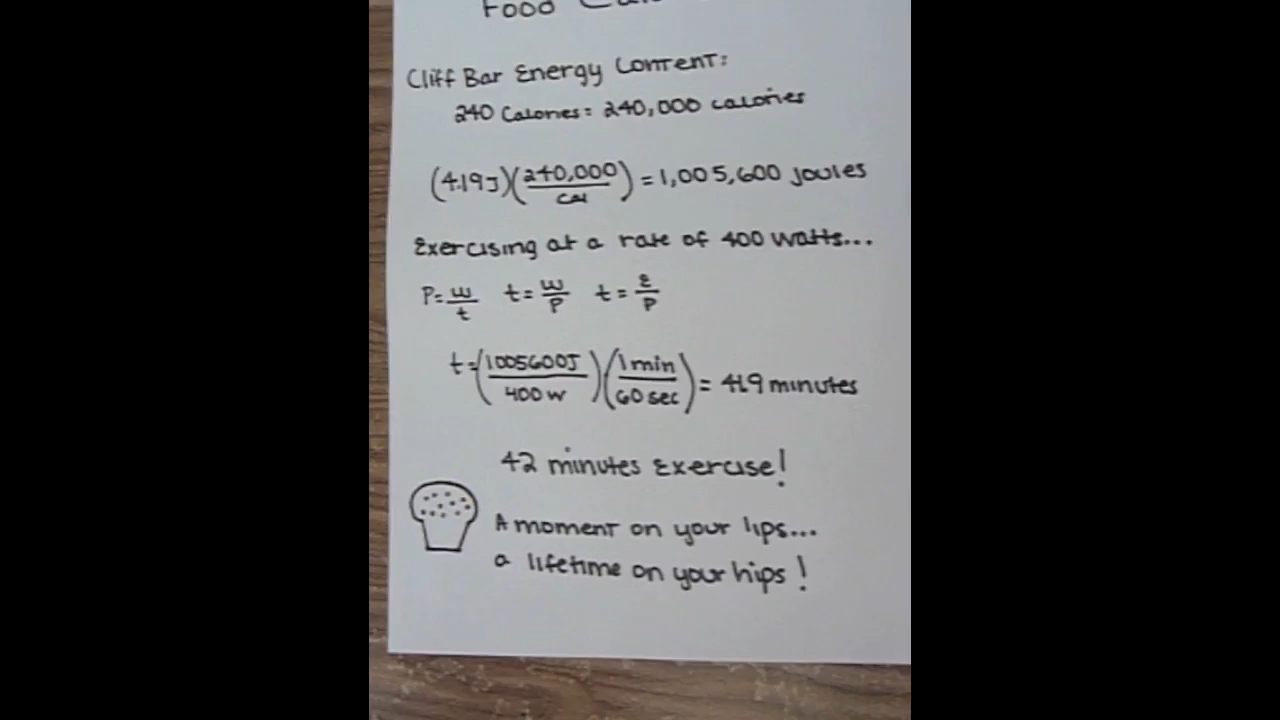 Food
Cliff Bar Energy Content:
240 Calories = 240,000 calories
(4.19J)(240,000/cal) = 1,005,600 joules
Exercising at a rate of 400 watts...
P=w/t t=w/P t=E/P
t=(1005600J/400W)(1min/60sec) = 41.9 minutes
42 minutes Exercise!
A moment on your lips...
a lifetime on your hips!